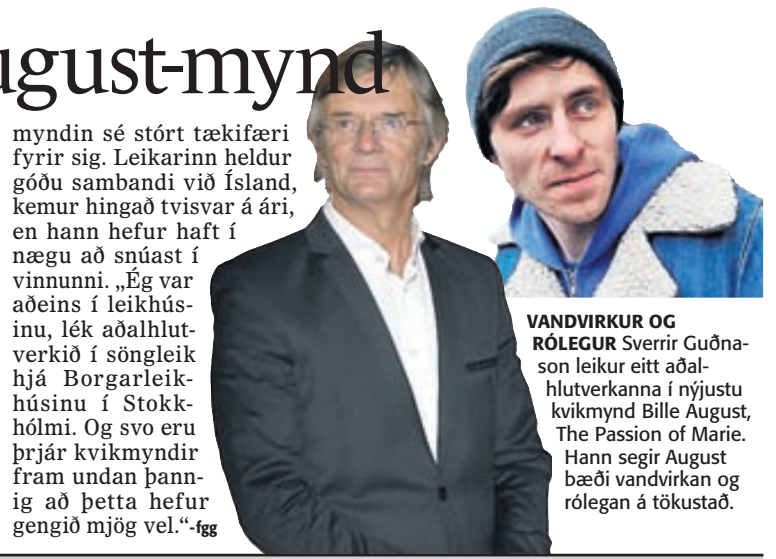 ugust-mynd
myndin sé stórt tækifæri
fyrir sig. Leikarinn heldur
góðu sambandi við Ísland,
kemur hingað tvisvar á ári,
en hann hefur haft í
nægu að snúast í
vinnunni. „Ég var
aðeins í leikhús-
inu, lék aðalhlut-
verkið í söngleik
hjá Borgarleik-
húsinu í Stokk-
hólmi. Og svo eru
þrjár kvikmyndir
fram undan þann-
ig að þetta hefur
gengið mjög vel.“ -fgg
VANDVIRKUR OG
RÓLEGUR Sverrir Guðna-
son leikur eitt aðal-
hlutverkanna í nýjustu
kvikmynd Bille August,
The Passion of Marie.
Hann segir August
bæði vandvirkan og
rólegan á tökustað.